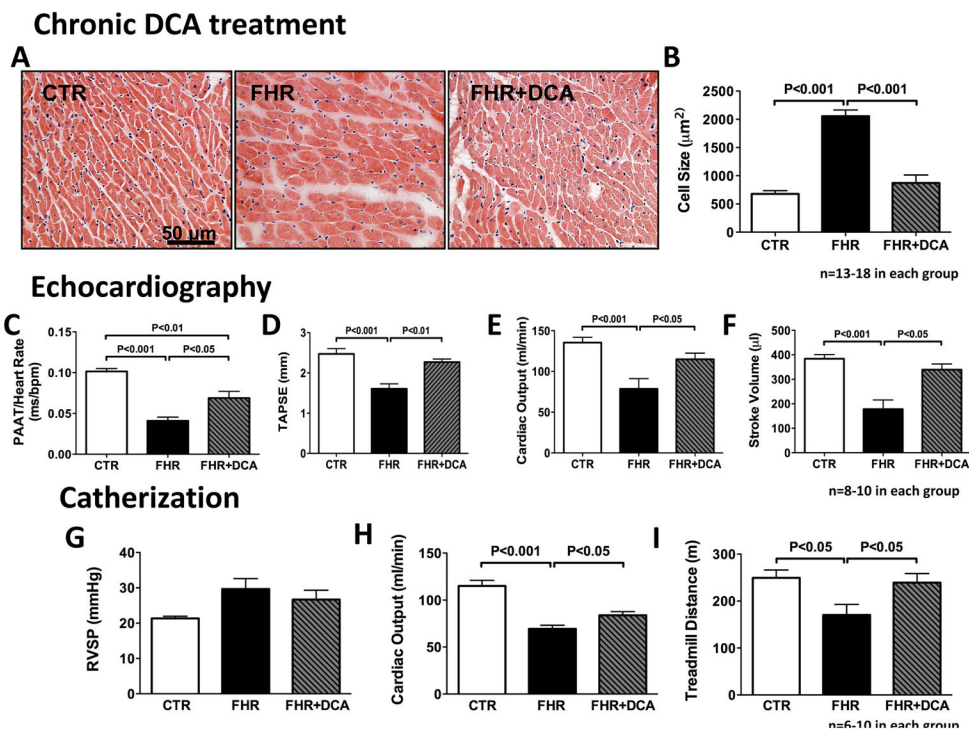 Chronic DCA treatment
A
CTR
FHR
FHR+DCA
50 µm
B
P<0.001 P<0.001
Cell Size (µm²)
2500
2000
1500
1000
500
0
CTR FHR FHR+DCA
n=13-18 in each group
Echocardiography
C
P<0.01
P<0.001 P<0.05
PAAT/Heart Rate
(ms/bpm)
0.15
0.10
0.05
0.00
CTR FHR FHR+DCA
D
P<0.001 P<0.01
TAPSE (mm)
3
2
1
0
CTR FHR FHR+DCA
E
P<0.001 P<0.05
Cardiac Output (ml/min)
150
100
50
0
CTR FHR FHR+DCA
F
P<0.001 P<0.05
Stroke Volume (µl)
500
400
300
200
100
0
CTR FHR FHR+DCA
n=8-10 in each group
Catherization
G
RVSP (mmHg)
40
30
20
10
0
CTR FHR FHR+DCA
H
P<0.001 P<0.05
Cardiac Output (ml/min)
150
100
50
0
CTR FHR FHR+DCA
I
P<0.05 P<0.05
Treadmill Distance (m)
300
200
100
0
CTR FHR FHR+DCA
n=6-10 in each group